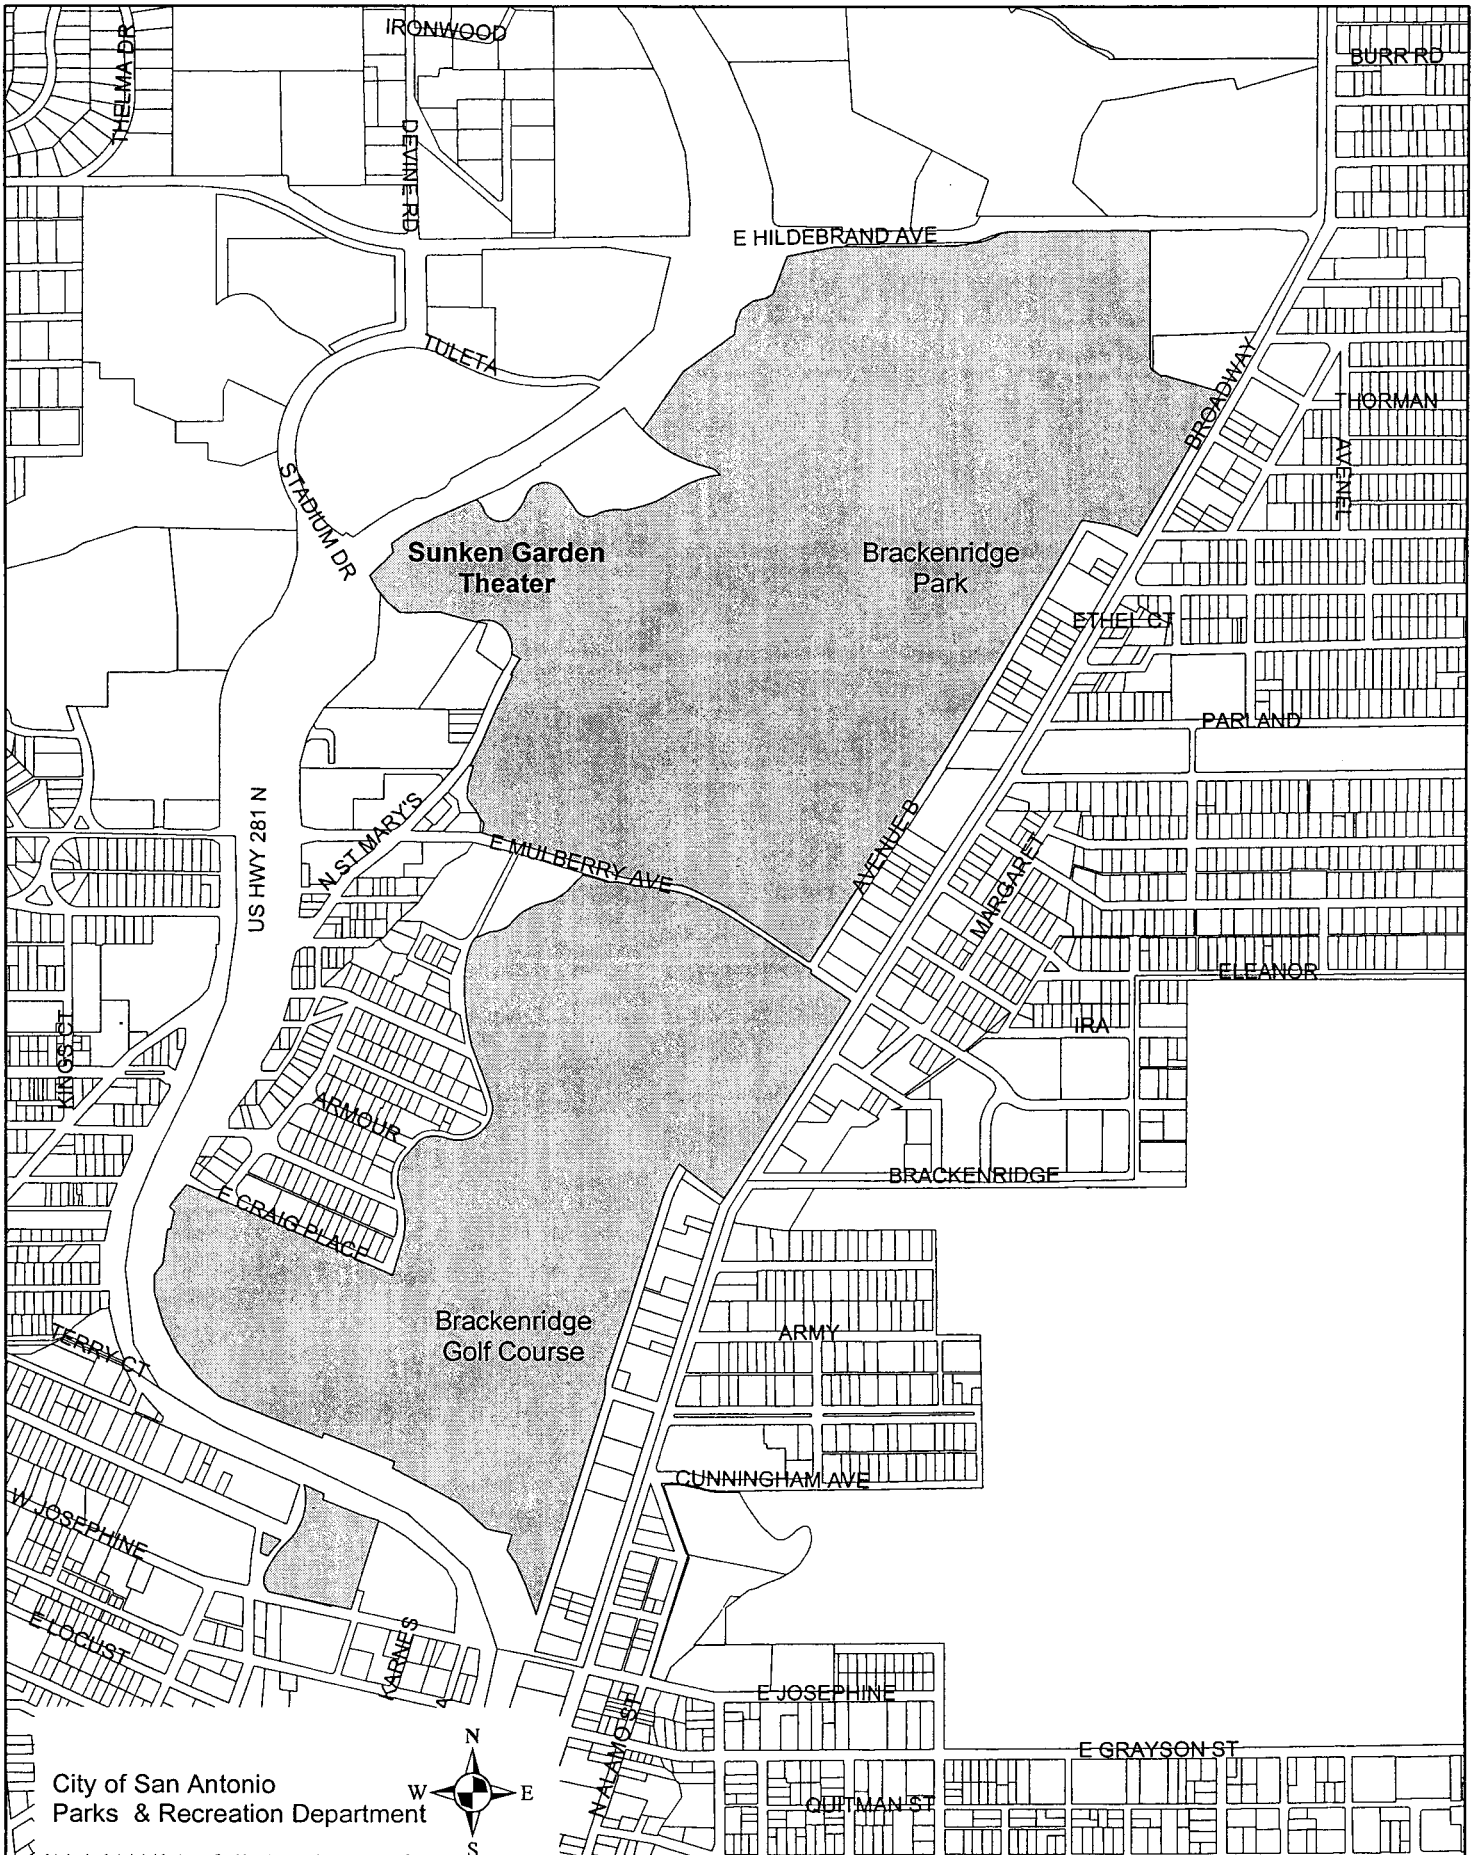 IRONWOOD
THELMA DR
BURR RD
DEVINE RD
E HILDEBRAND AVE
TULETA
BROADWAY
THORMAN
AVENEL
STADIUM DR
Sunken Garden
Theater
Brackenridge
Park
ETHEL CT
PARLAND
US HWY 281 N
N ST MARY'S
E MULBERRY AVE
AVENUE B
MARGARET
ELEANOR
IRA
KINGS CT
ARMOUR
BRACKENRIDGE
E CRAIG PLACE
Brackenridge
Golf Course
ARMY
TERRY CT
CUNNINGHAM AVE
W JOSEPHINE
E LOCUST
KARNES
A
E JOSEPHINE
N ALAMO ST
E GRAYSON ST
QUITMAN ST
City of San Antonio
Parks & Recreation Department
N
W
E
S